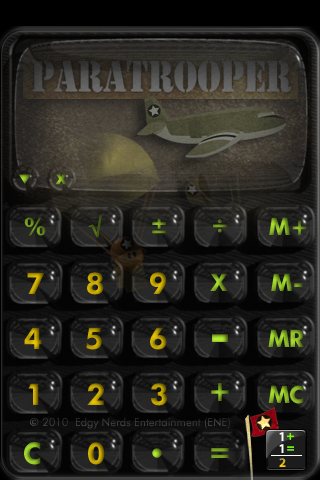 PARATROOPER
% √ ± ÷ M+
7 8 9 X M-
4 5 6 - MR
1 2 3 + MC
© 2010 Edgy Nerds Entertainment (ENE)
C 0 . =
1+
1=
2